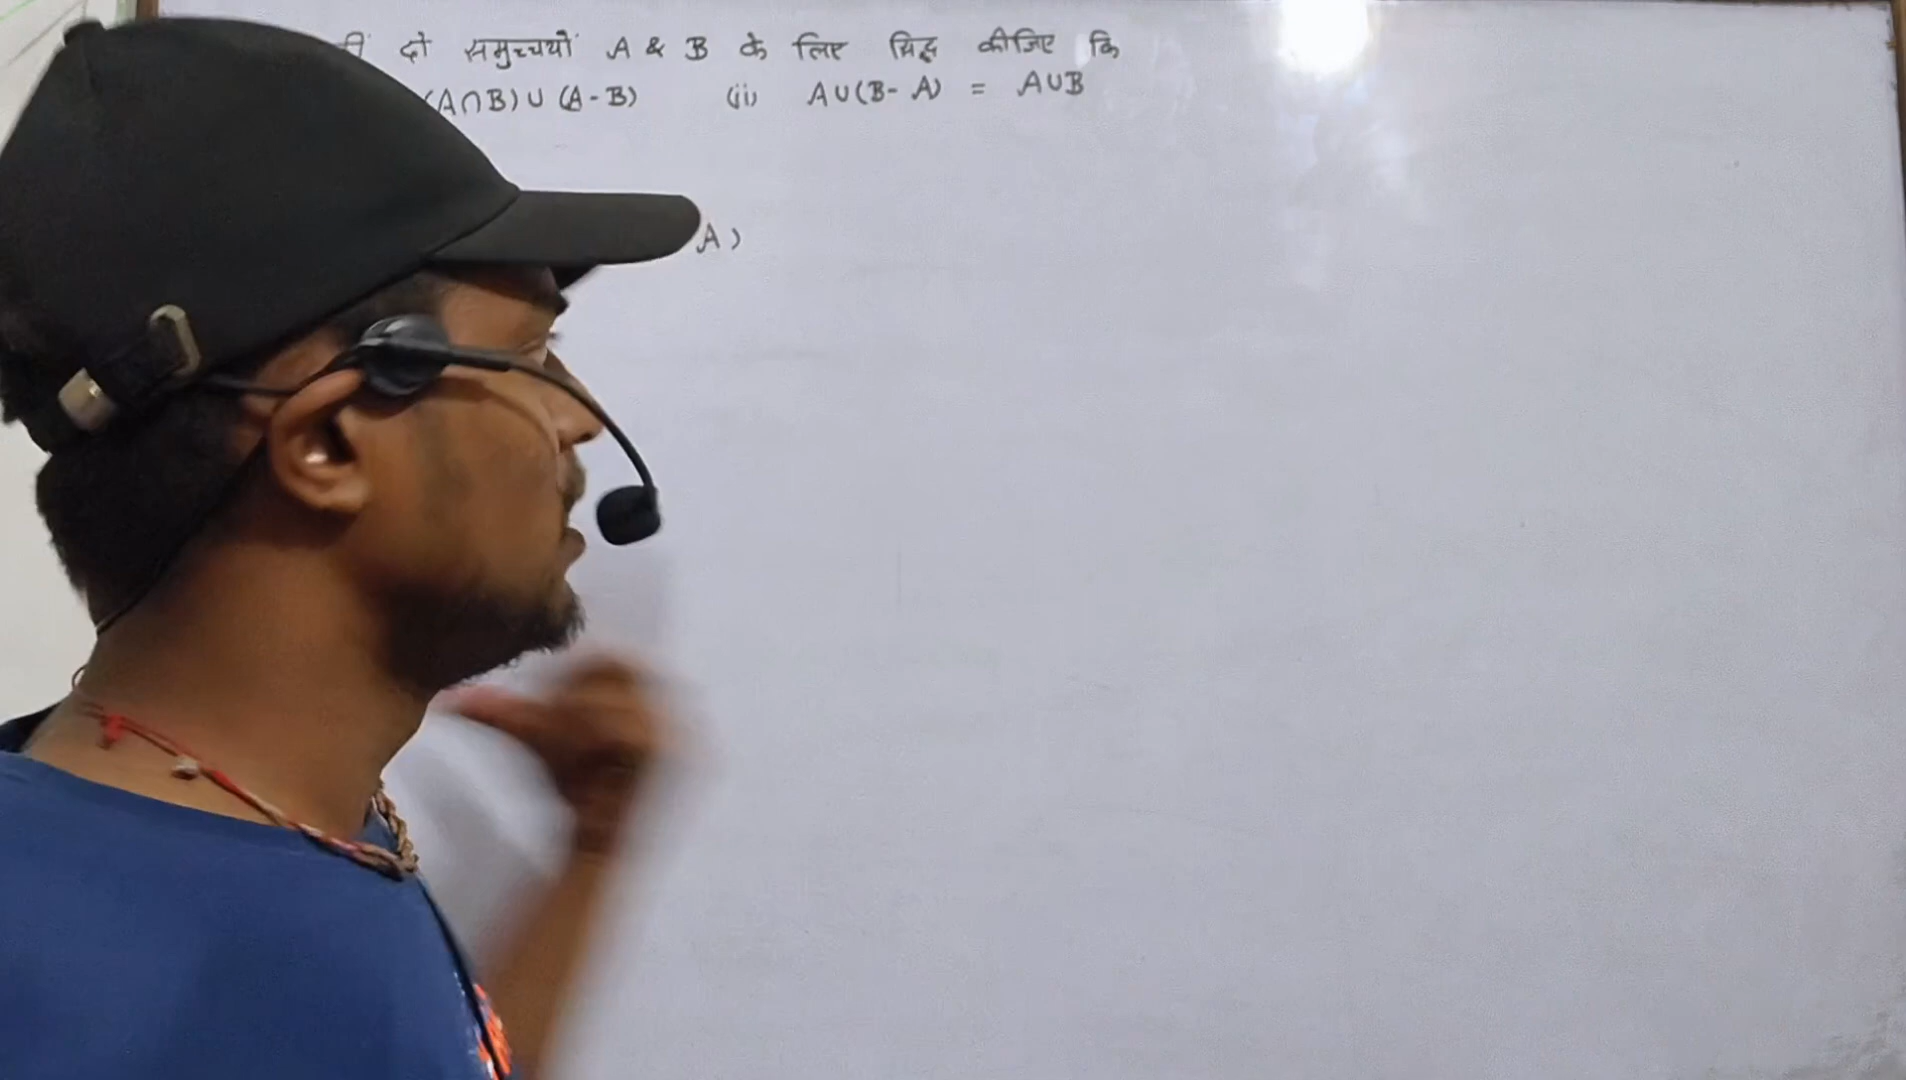 दो समुच्चयों A & B के लिए सिद्ध कीजिए कि
(A∩B)∪(A-B) (ii) A∪(B-A) = A∪B
A)